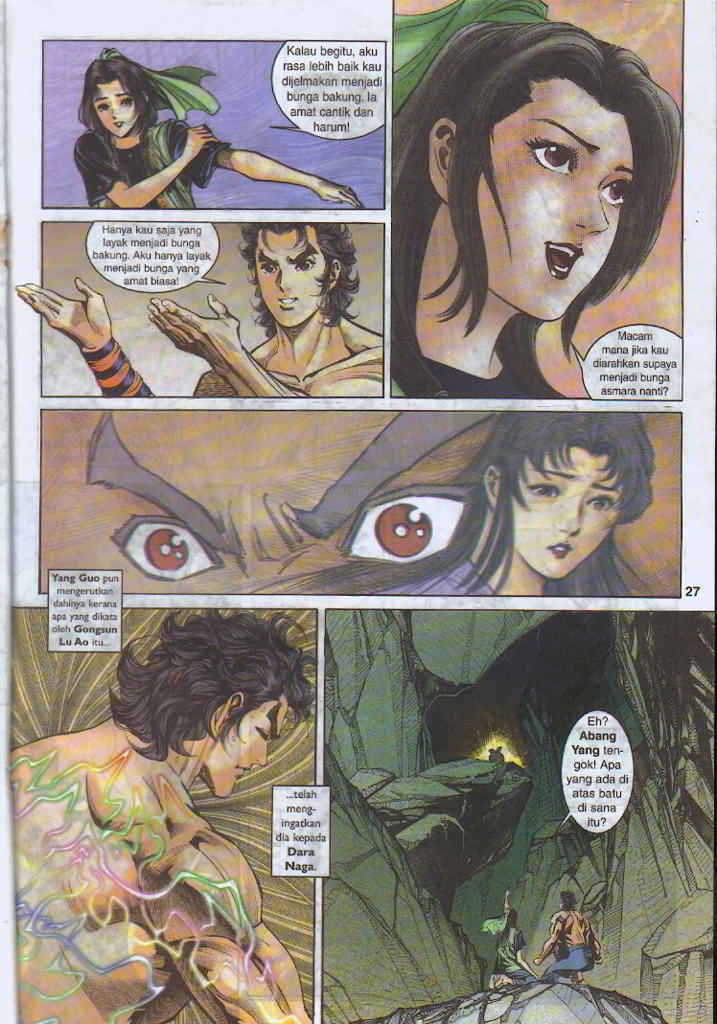 Kalau begitu, aku
rasa lebih baik kau
dijelmakan menjadi
bunga bakung. Ia
amat cantik dan
harum!
Hanya kau saja yang
layak menjadi bunga
bakung. Aku hanya layak
menjadi bunga yang
amat biasa!
Macam
mana jika kau
diarahkan supaya
menjadi bunga
asmara nanti?
27
Yang Guo pun
mengerutkan
dahinya kerana
apa yang dikata
oleh Gongsun
Lu Ao itu...
...telah
meng-
ingatkan
dia kepada
Dara
Naga.
Eh?
Abang
Yang ten-
gok! Apa
yang ada di
atas batu
di sana
itu?